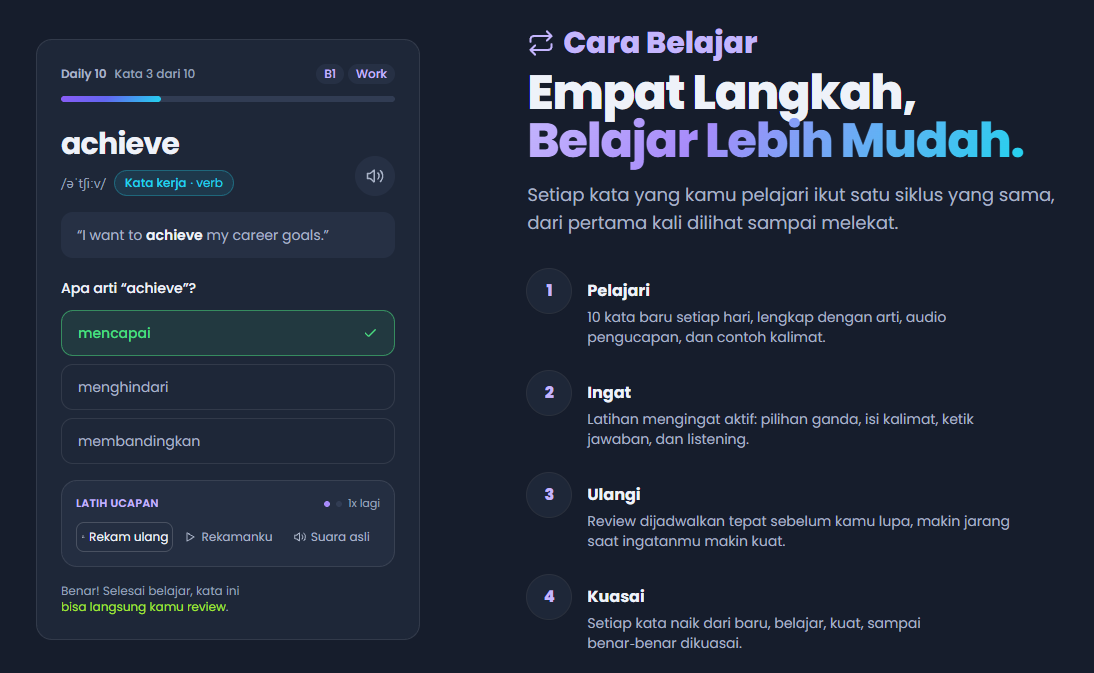 Daily 10 Kata 3 dari 10 B1 Work
achieve
/əˈtʃiːv/ Kata kerja · verb
“I want to achieve my career goals.”
Apa arti “achieve”?
mencapai
menghindari
membandingkan
LATIH UCAPAN 1x lagi
Rekam ulang Rekamanku Suara asli
Benar! Selesai belajar, kata ini
bisa langsung kamu review.
Cara Belajar
Empat Langkah,
Belajar Lebih Mudah.
Setiap kata yang kamu pelajari ikut satu siklus yang sama,
dari pertama kali dilihat sampai melekat.
1 Pelajari
10 kata baru setiap hari, lengkap dengan arti, audio
pengucapan, dan contoh kalimat.
2 Ingat
Latihan mengingat aktif: pilihan ganda, isi kalimat, ketik
jawaban, dan listening.
3 Ulangi
Review dijadwalkan tepat sebelum kamu lupa, makin jarang
saat ingatanmu makin kuat.
4 Kuasai
Setiap kata naik dari baru, belajar, kuat, sampai
benar-benar dikuasai.